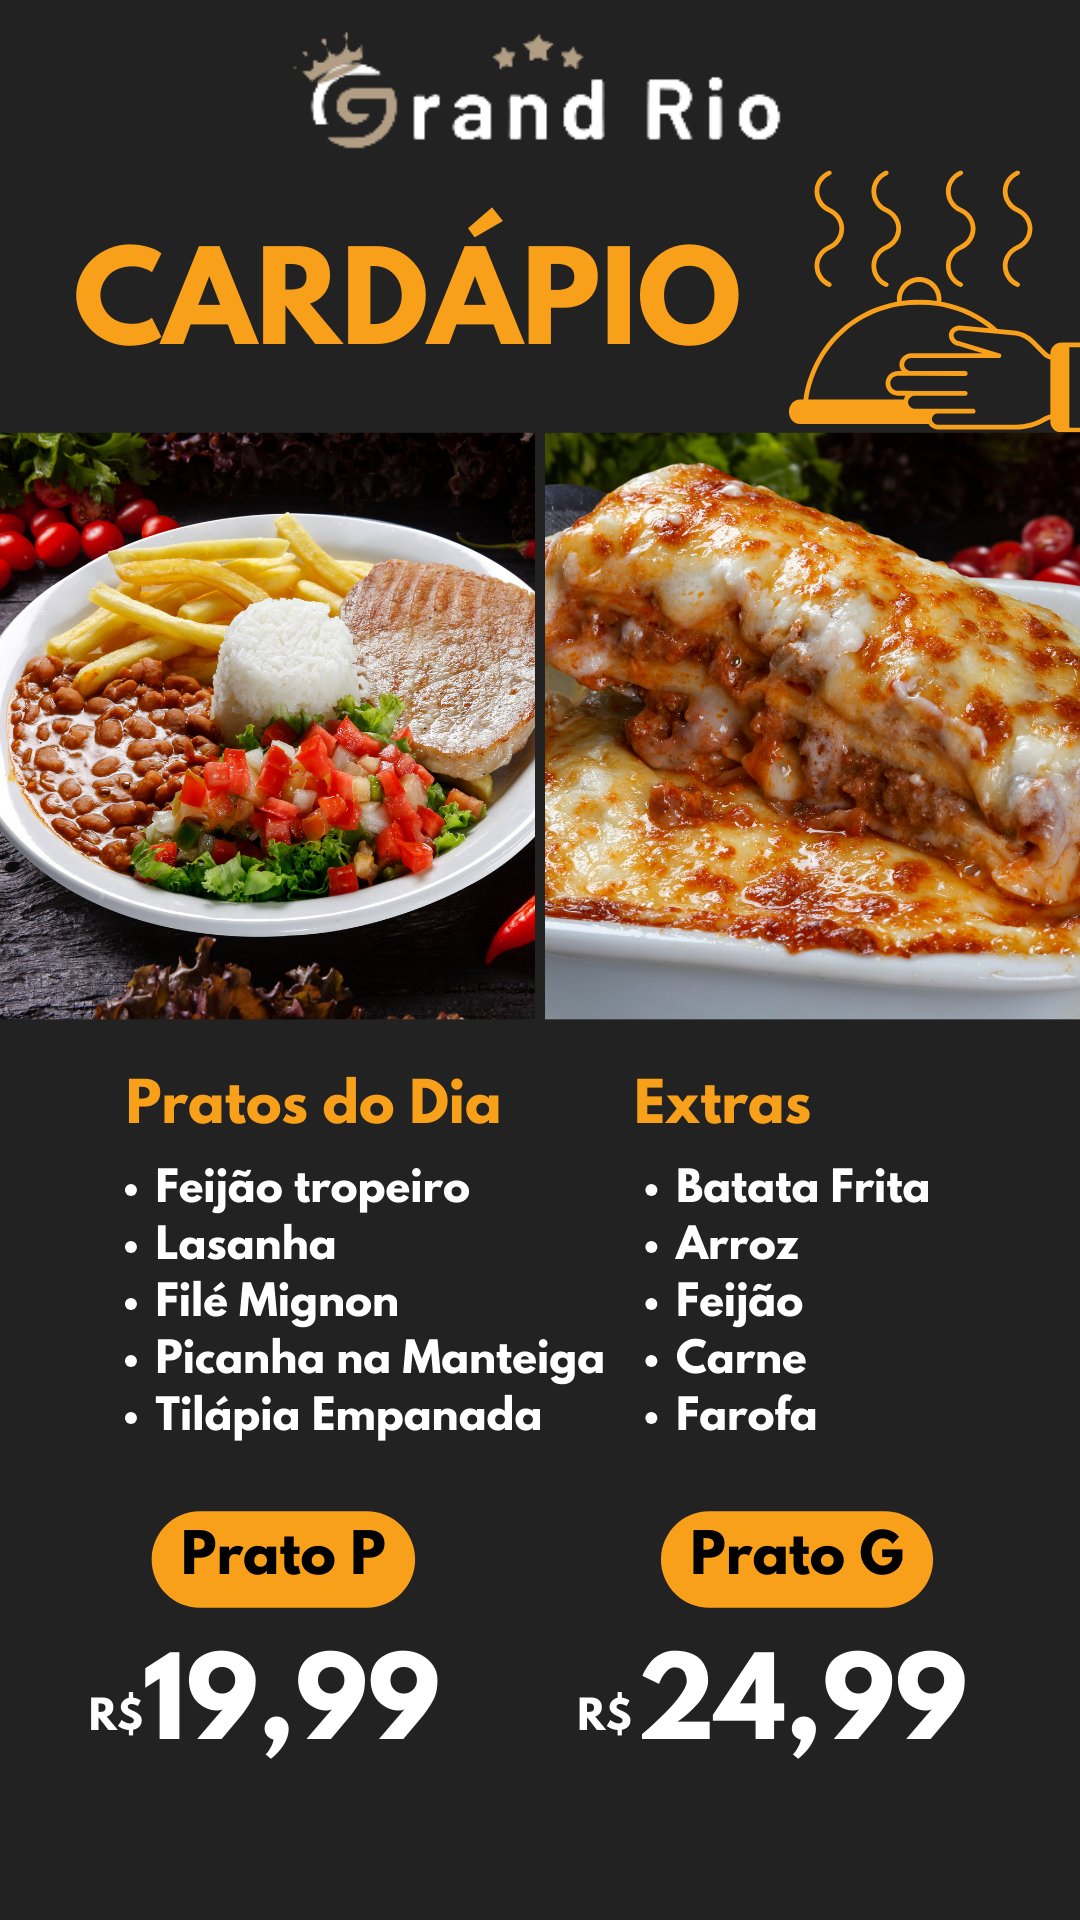 Grand Rio
CARDÁPIO
Pratos do Dia
• Feijão tropeiro
• Lasanha
• Filé Mignon
• Picanha na Manteiga
• Tilápia Empanada
Extras
• Batata Frita
• Arroz
• Feijão
• Carne
• Farofa
Prato P
R$19,99
Prato G
R$24,99